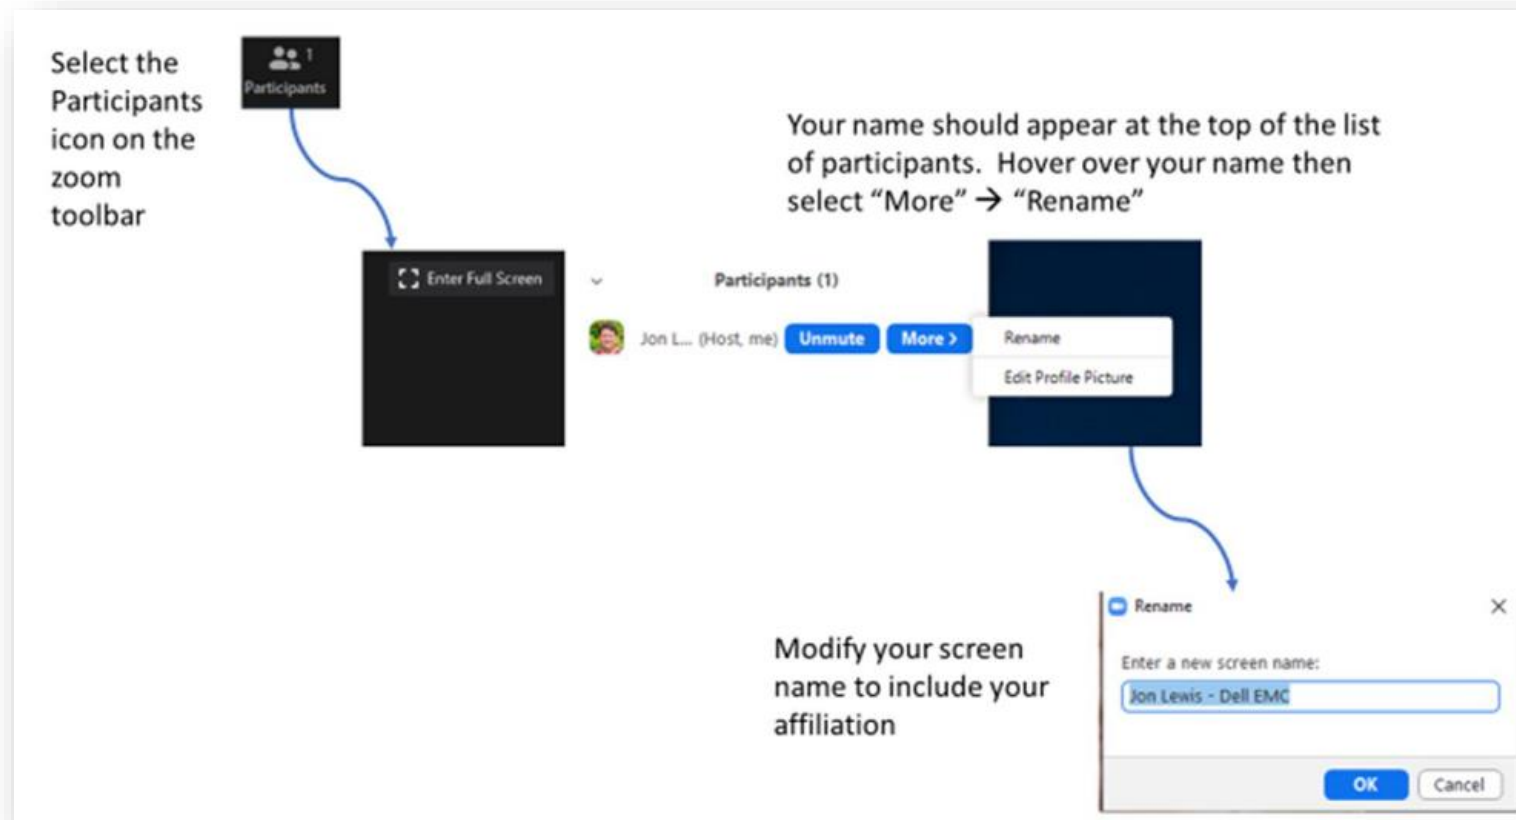 Select the
Participants
icon on the
zoom
toolbar
1
Participants
Your name should appear at the top of the list
of participants. Hover over your name then
select “More” → “Rename”
Enter Full Screen
Participants (1)
Jon L... (Host, me) Unmute More >
Rename
Edit Profile Picture
Modify your screen
name to include your
affiliation
Rename
Enter a new screen name:
Jon Lewis - Dell EMC
OK Cancel